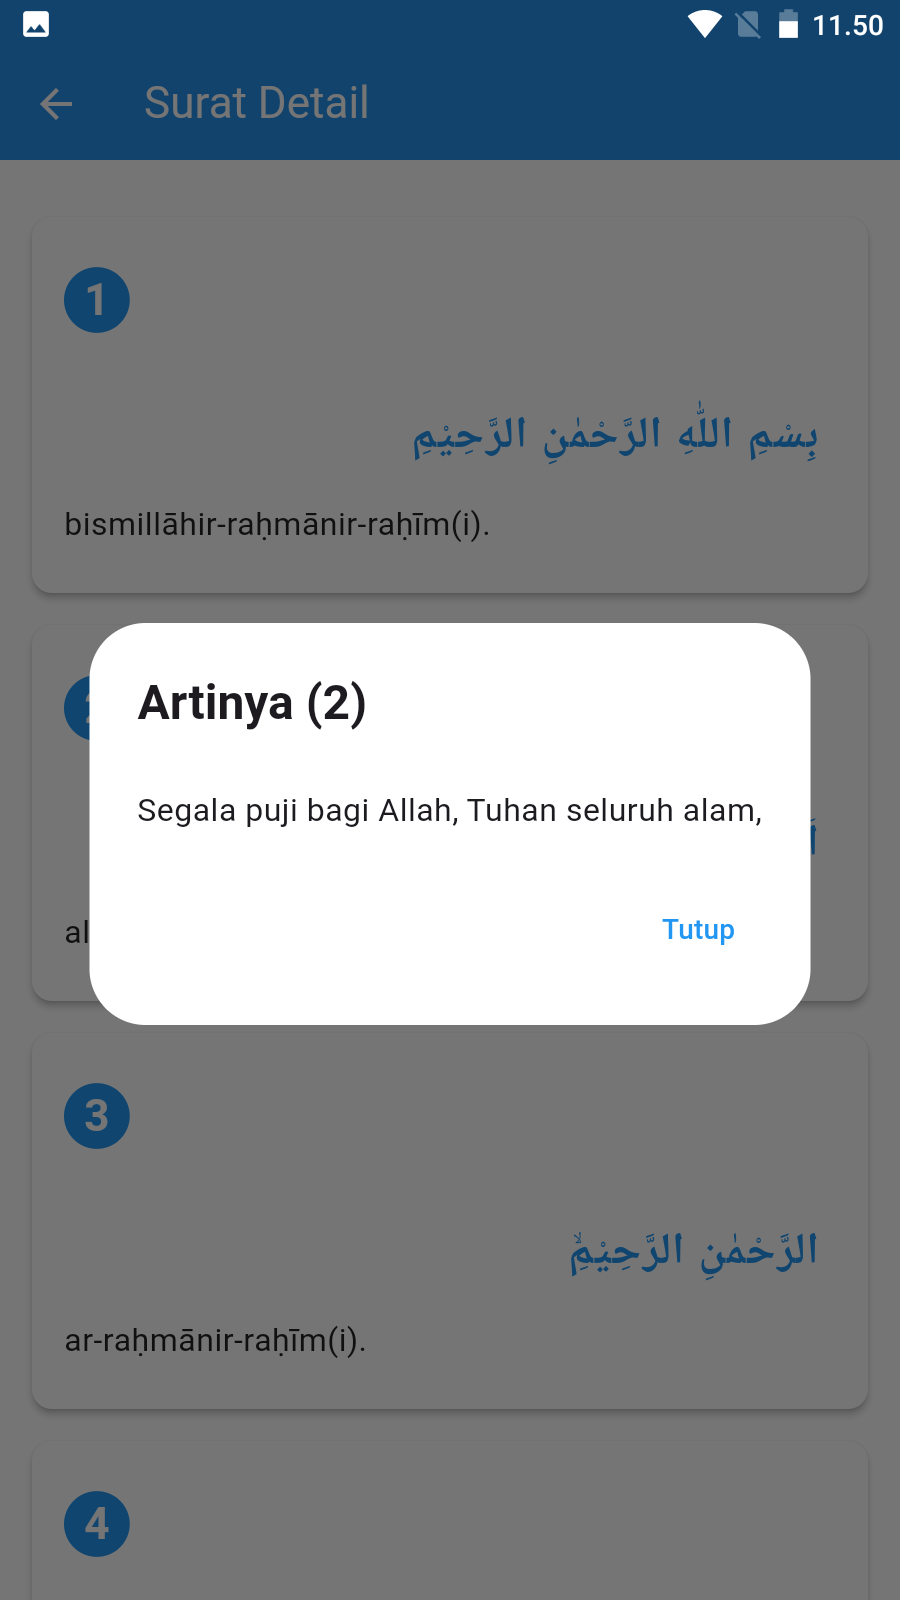 11.50
Surat Detail
1
بِسْمِ اللّٰهِ الرَّحْمٰنِ الرَّحِيْمِ
bismillāhir-raḥmānir-raḥīm(i).
Artinya (2)
Segala puji bagi Allah, Tuhan seluruh alam,
al
Tutup
3
الرَّحْمٰنِ الرَّحِيْمِۙ
ar-raḥmānir-raḥīm(i).
4